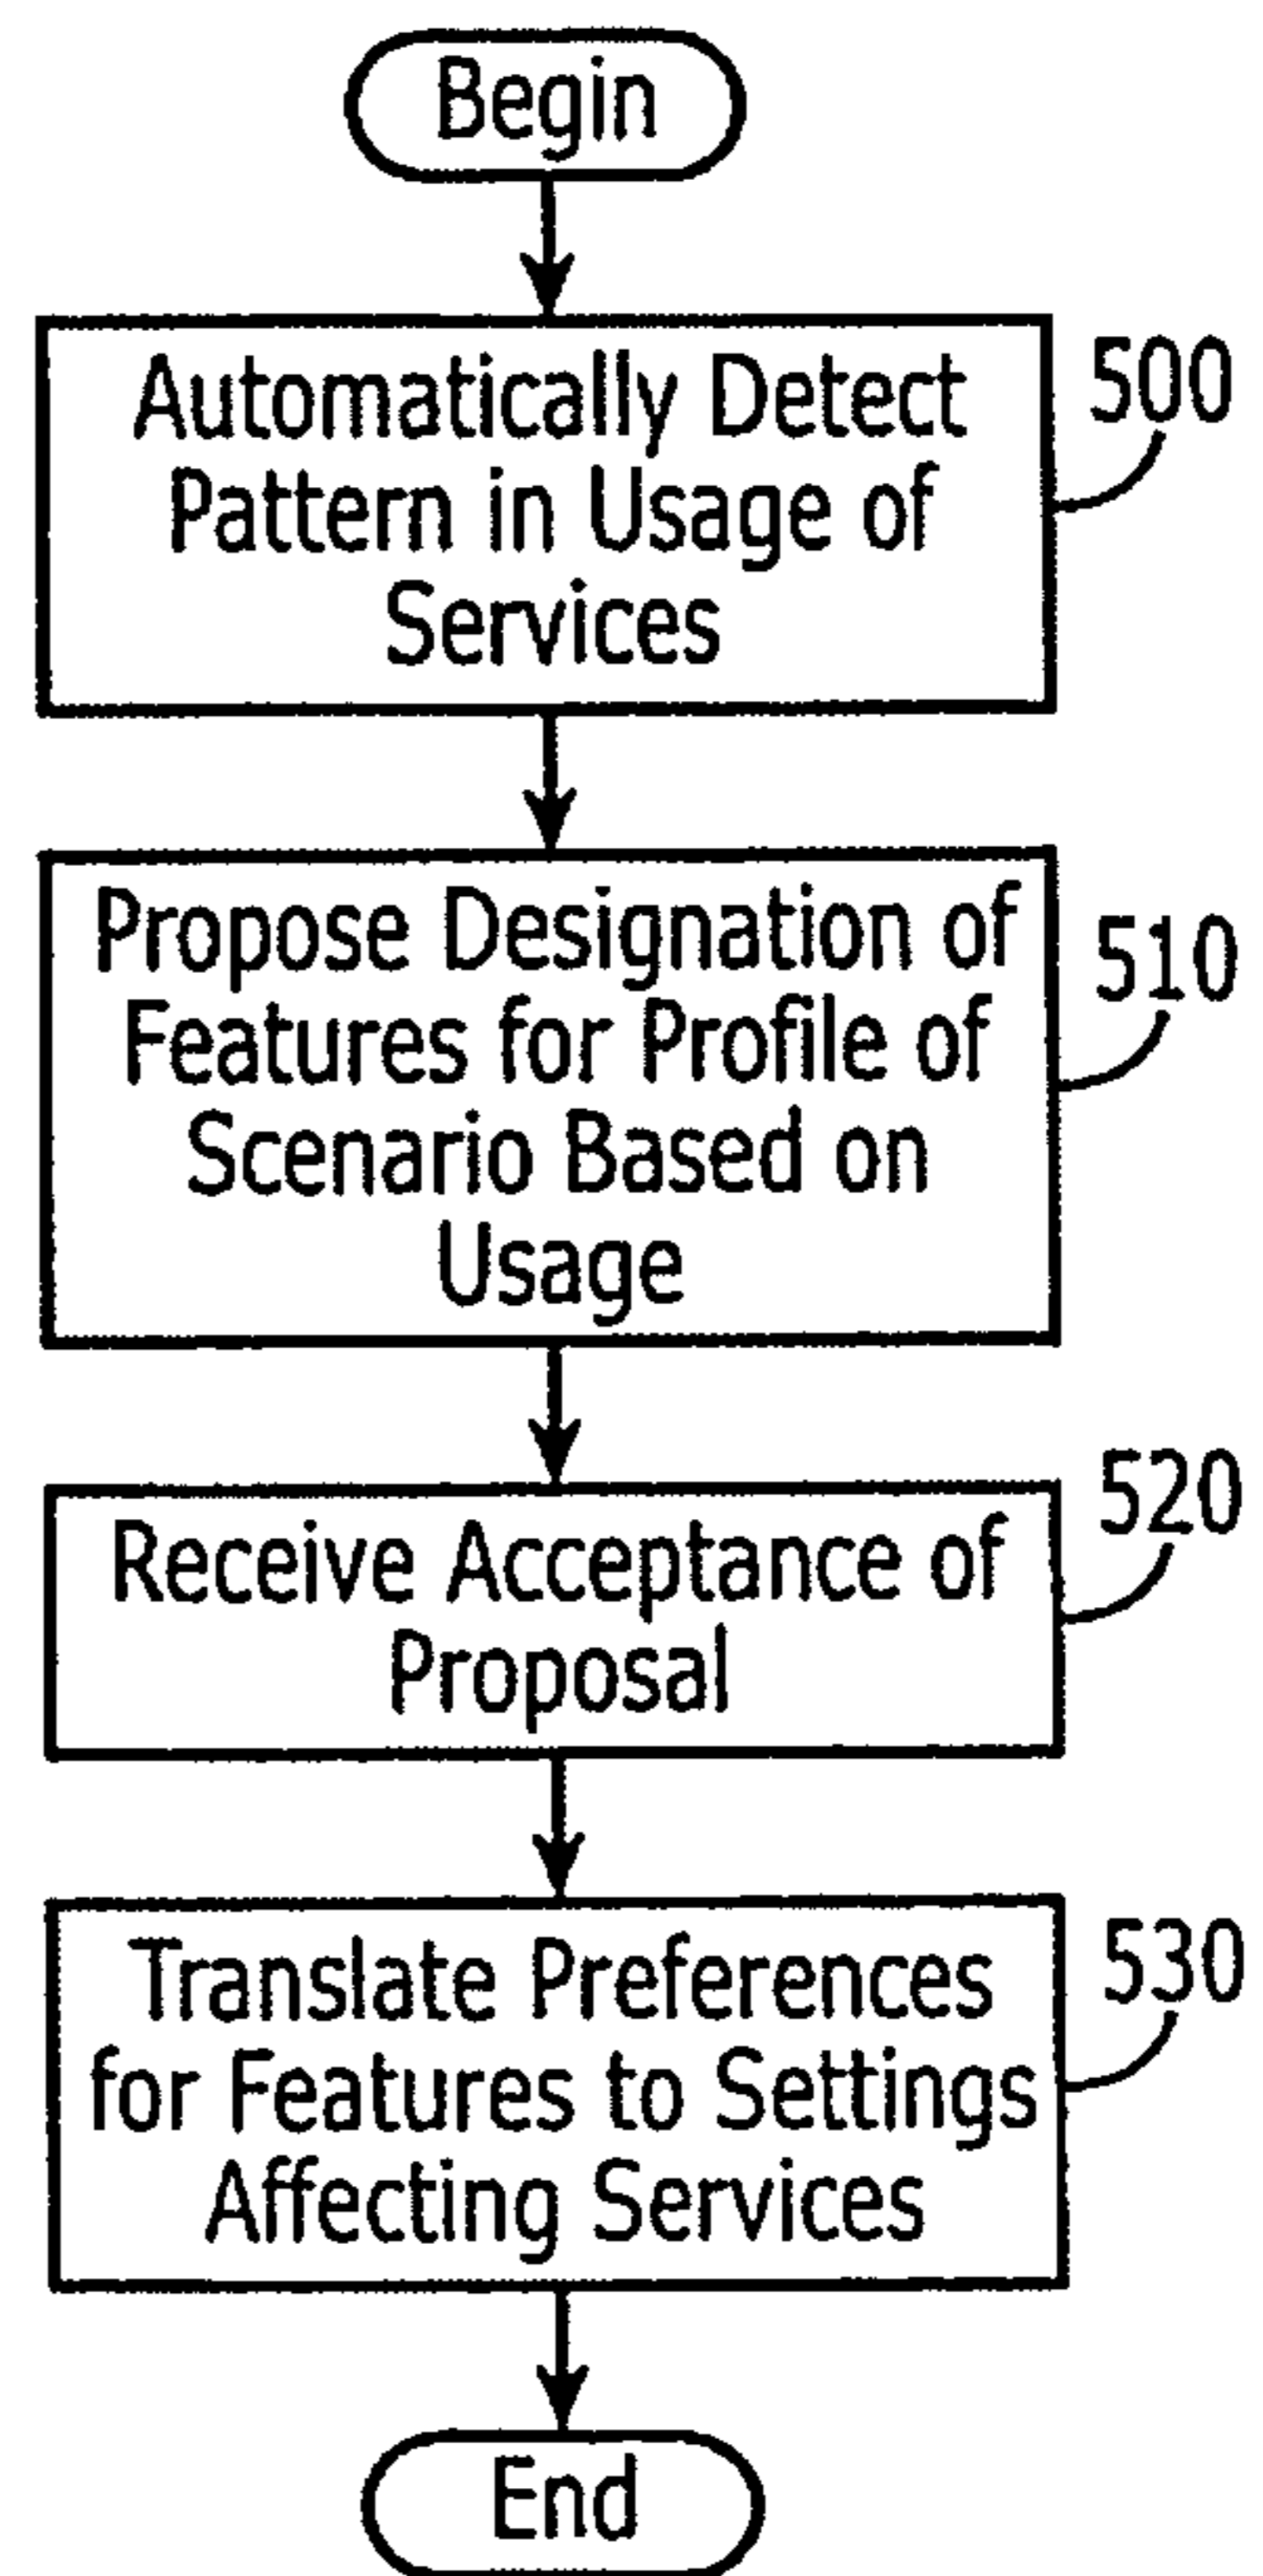 Begin
Automatically Detect
Pattern in Usage of
Services
500
Propose Designation of
Features for Profile of
Scenario Based on
Usage
510
Receive Acceptance of
Proposal
520
Translate Preferences
for Features to Settings
Affecting Services
530
End